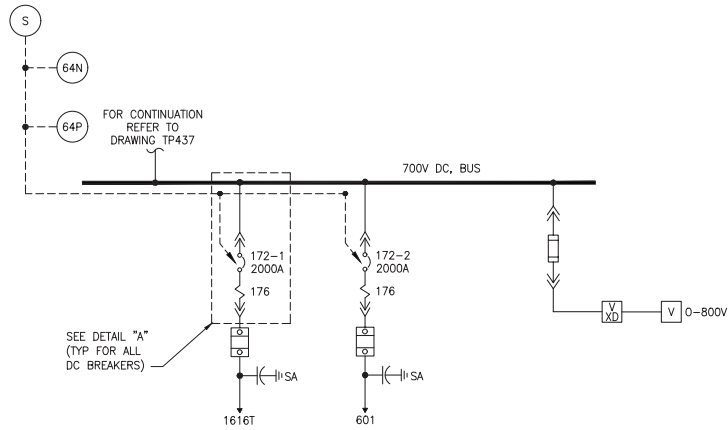 S
64N
64P
FOR CONTINUATION
REFER TO
DRAWING TP437
700V DC, BUS
172-1
2000A
176
172-2
2000A
176
SEE DETAIL "A"
(TYP FOR ALL
DC BREAKERS)
SA
SA
1616T
601
V
XD
V
0-800V